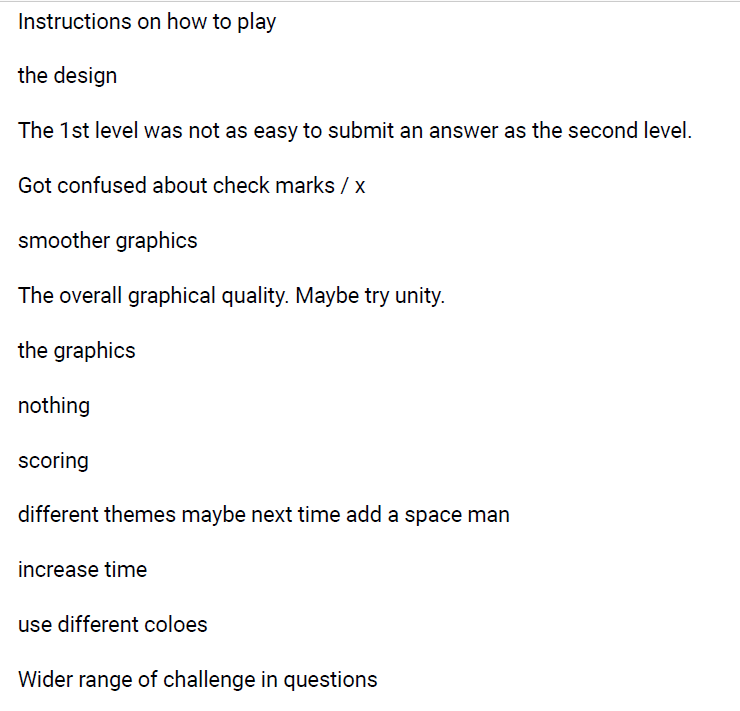 Instructions on how to play
the design
The 1st level was not as easy to submit an answer as the second level.
Got confused about check marks / x
smoother graphics
The overall graphical quality. Maybe try unity.
the graphics
nothing
scoring
different themes maybe next time add a space man
increase time
use different coloes
Wider range of challenge in questions